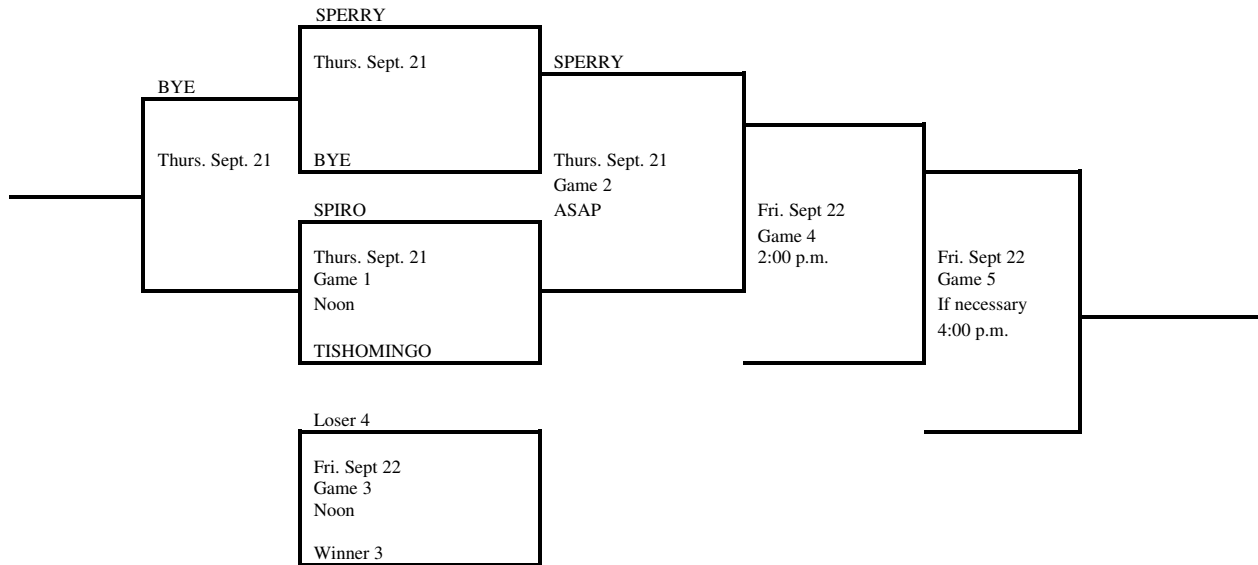 SPERRY
Thurs. Sept. 21
SPERRY
BYE
Thurs. Sept. 21
BYE
Thurs. Sept. 21
Game 2
ASAP
SPIRO
Fri. Sept 22
Game 4
2:00 p.m.
Thurs. Sept. 21
Game 1
Noon
Fri. Sept 22
Game 5
If necessary
4:00 p.m.
TISHOMINGO
Loser 4
Fri. Sept 22
Game 3
Noon
Winner 3